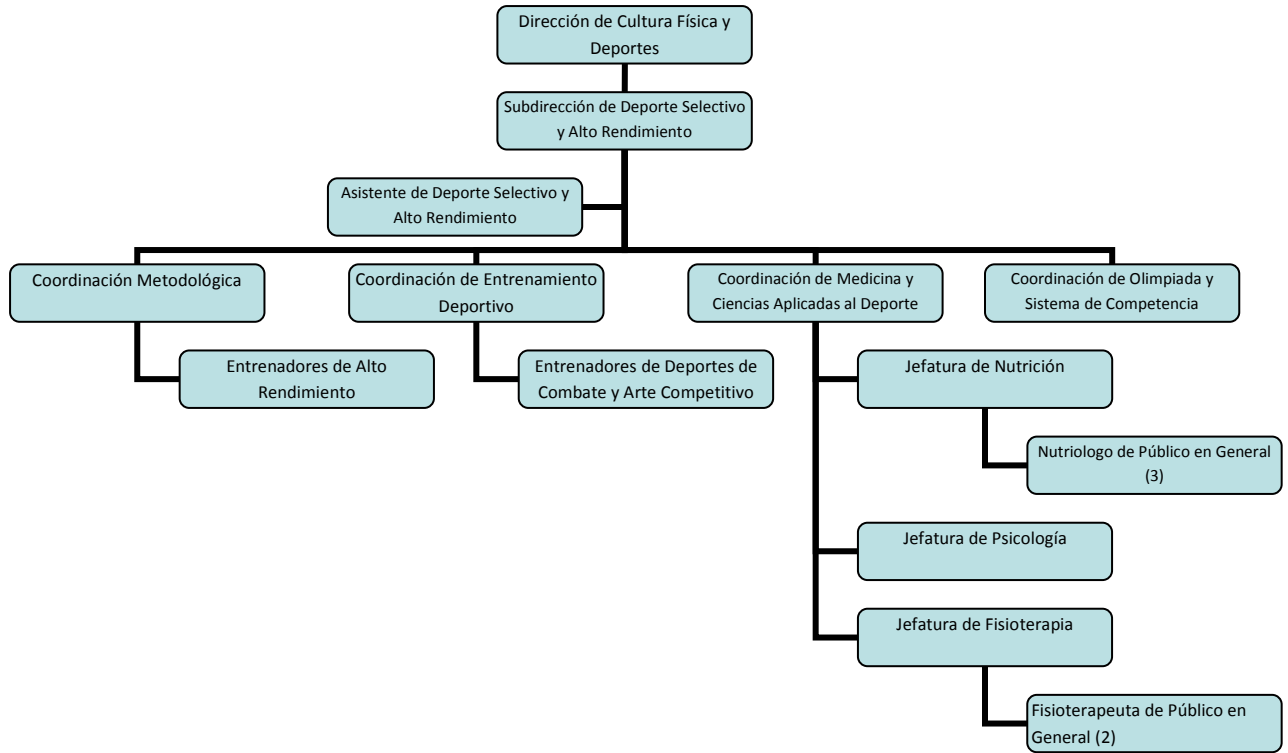 Dirección de Cultura Física y
Deportes
Subdirección de Deporte Selectivo
y Alto Rendimiento
Asistente de Deporte Selectivo y
Alto Rendimiento
Coordinación Metodológica
Coordinación de Entrenamiento
Deportivo
Coordinación de Medicina y
Ciencias Aplicadas al Deporte
Coordinación de Olimpiada y
Sistema de Competencia
Entrenadores de Alto
Rendimiento
Entrenadores de Deportes de
Combate y Arte Competitivo
Jefatura de Nutrición
Nutriologo de Público en General
(3)
Jefatura de Psicología
Jefatura de Fisioterapia
Fisioterapeuta de Público en
General (2)